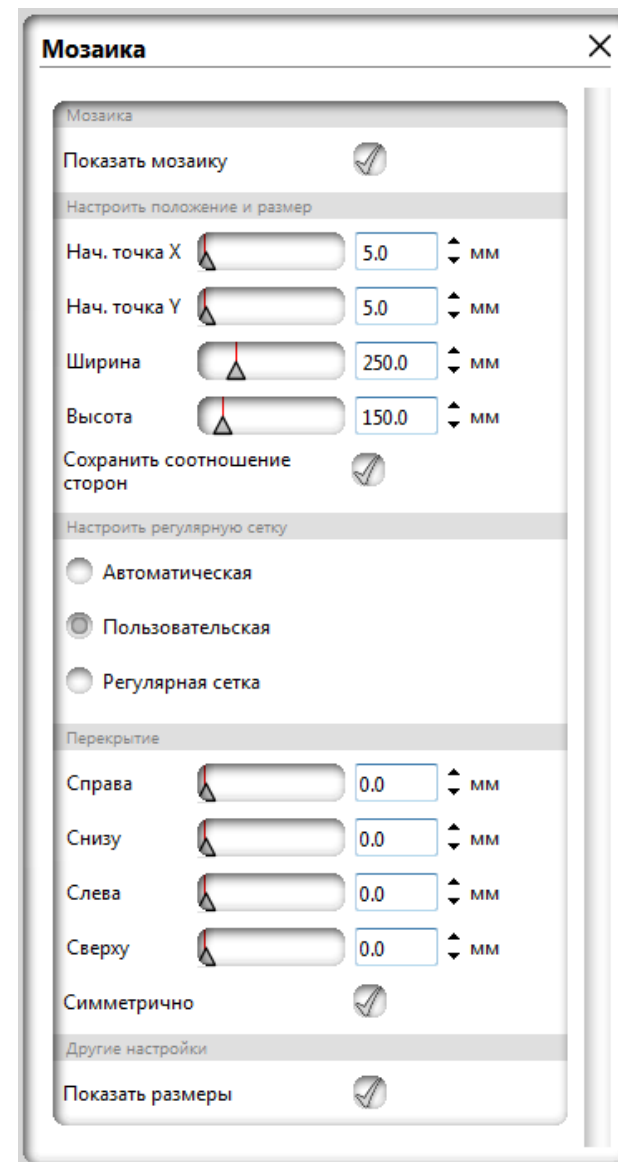 Мозаика
Мозаика
Показать мозаику
Настроить положение и размер
Нач. точка X 5.0 мм
Нач. точка Y 5.0 мм
Ширина 250.0 мм
Высота 150.0 мм
Сохранить соотношение
сторон
Настроить регулярную сетку
Автоматическая
Пользовательская
Регулярная сетка
Перекрытие
Справа 0.0 мм
Снизу 0.0 мм
Слева 0.0 мм
Сверху 0.0 мм
Симметрично
Другие настройки
Показать размеры